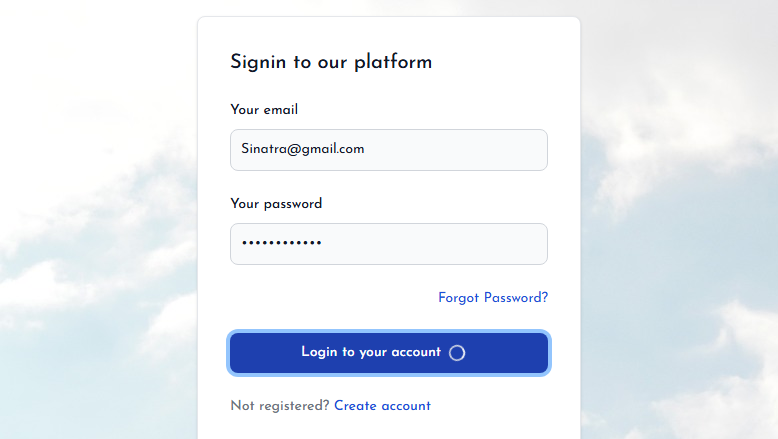 Signin to our platform
Your email
Sinatra@gmail.com
Your password
••••••••••••
Forgot Password?
Login to your account
Not registered? Create account